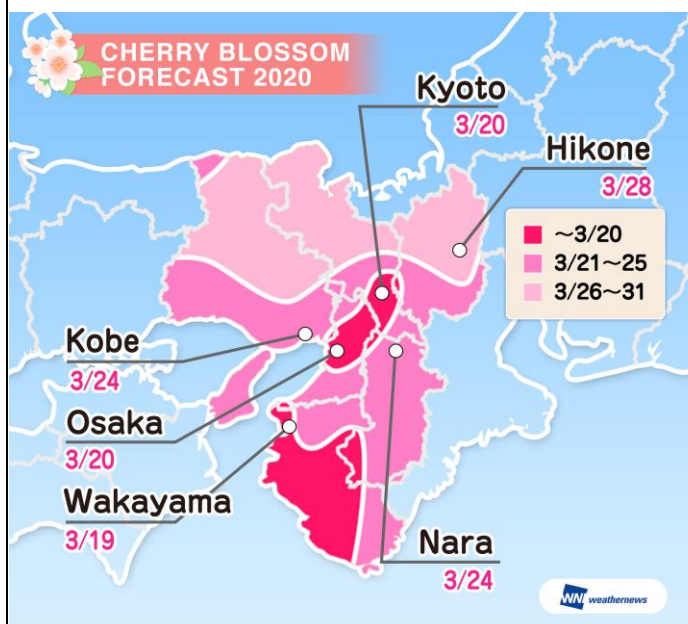 CHERRY BLOSSOM
FORECAST 2020
Kyoto
3/20
Hikone
3/28
~3/20
3/21~25
3/26~31
Kobe
3/24
Osaka
3/20
Wakayama
3/19
Nara
3/24
WN weathernews